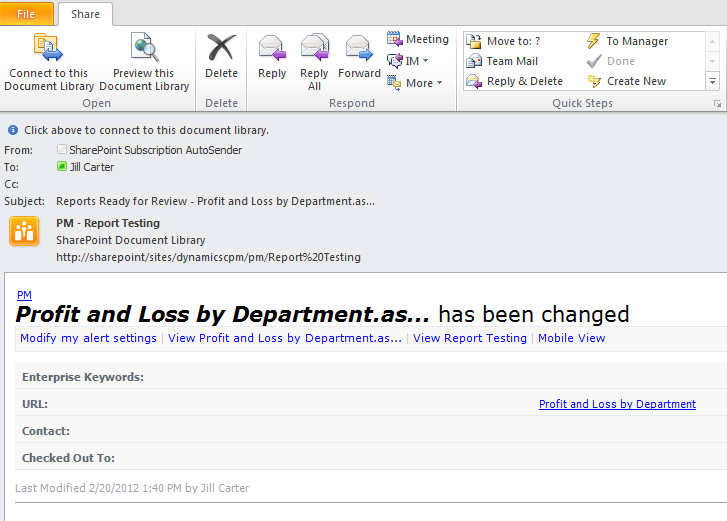 File Share
Connect to this Document Library
Preview this Document Library
Open
Delete
Delete
Reply
Reply All
Forward
Meeting
IM
More
Respond
Move to: ?
Team Mail
Reply & Delete
To Manager
Done
Create New
Quick Steps
Click above to connect to this document library.
From: SharePoint Subscription AutoSender
To: Jill Carter
Cc:
Subject: Reports Ready for Review - Profit and Loss by Department.as...
PM - Report Testing
SharePoint Document Library
http://sharepoint/sites/dynamicscpm/pm/Report%20Testing
PM
Profit and Loss by Department.as... has been changed
Modify my alert settings | View Profit and Loss by Department.as... | View Report Testing | Mobile View
Enterprise Keywords:
URL: Profit and Loss by Department
Contact:
Checked Out To:
Last Modified 2/20/2012 1:40 PM by Jill Carter